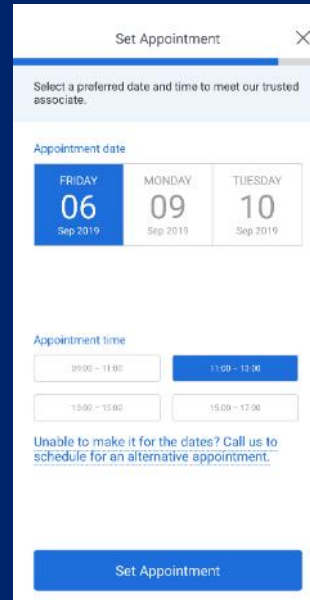 Set Appointment
Select a preferred date and time to meet our trusted
associate.
Appointment date
FRIDAY MONDAY TUESDAY
06 09 10
Sep 2019 Sep 2019 Sep 2019
Appointment time
09:00 – 11:00 11:00 – 13:00
13:00 – 15:00 15:00 – 17:00
Unable to make it for the dates? Call us to
schedule for an alternative appointment.
Set Appointment